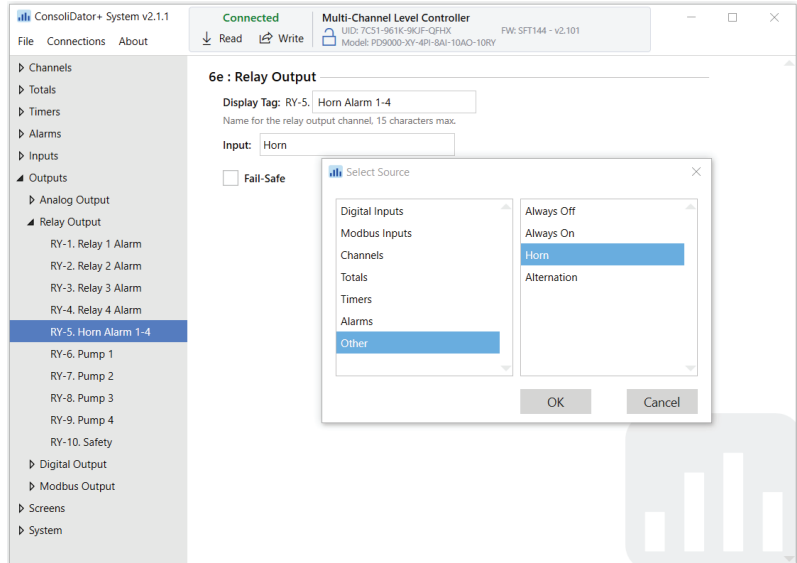 ConsoliDator+ System v2.1.1
File Connections About
Connected
Read Write
Multi-Channel Level Controller
UID: 7C51-961K-9KJF-QFHX FW: SFT144 - v2.101
Model: PD9000-XY-4PI-8AI-10AO-10RY
Channels
Totals
Timers
Alarms
Inputs
Outputs
Analog Output
Relay Output
RY-1. Relay 1 Alarm
RY-2. Relay 2 Alarm
RY-3. Relay 3 Alarm
RY-4. Relay 4 Alarm
RY-5. Horn Alarm 1-4
RY-6. Pump 1
RY-7. Pump 2
RY-8. Pump 3
RY-9. Pump 4
RY-10. Safety
Digital Output
Modbus Output
Screens
System
6e : Relay Output
Display Tag: RY-5. Horn Alarm 1-4
Name for the relay output channel, 15 characters max.
Input: Horn
Fail-Safe
Select Source
Digital Inputs
Modbus Inputs
Channels
Totals
Timers
Alarms
Other
Always Off
Always On
Horn
Alternation
OK Cancel